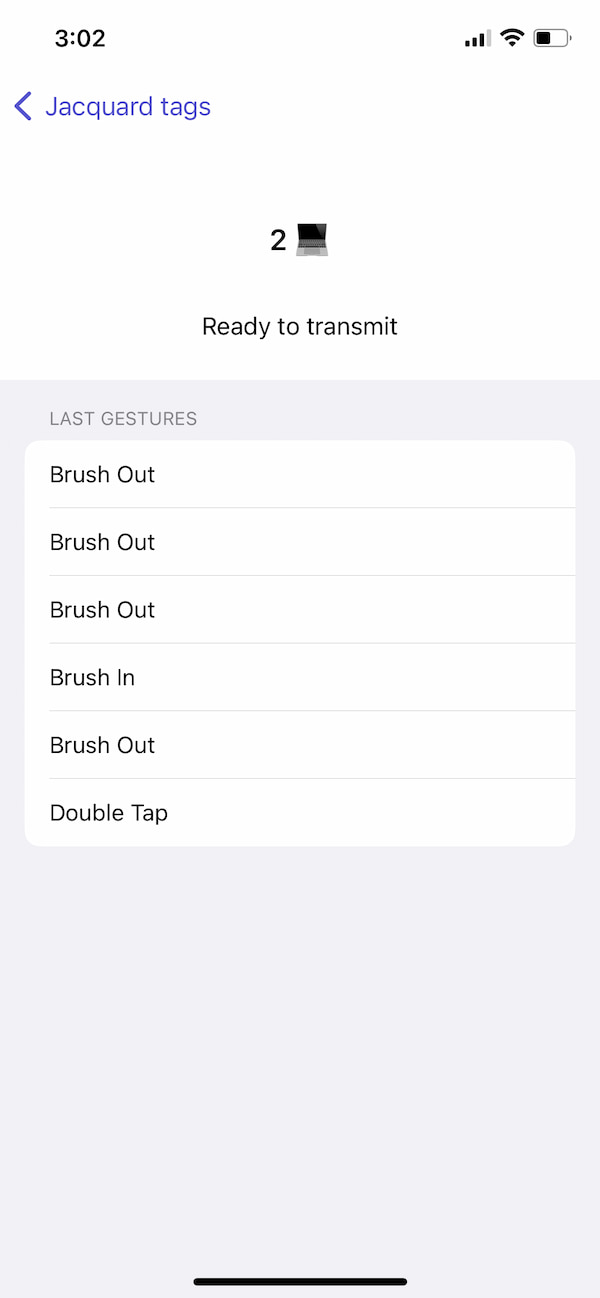 3:02
Jacquard tags
2 💻
Ready to transmit
LAST GESTURES
Brush Out
Brush Out
Brush Out
Brush In
Brush Out
Double Tap